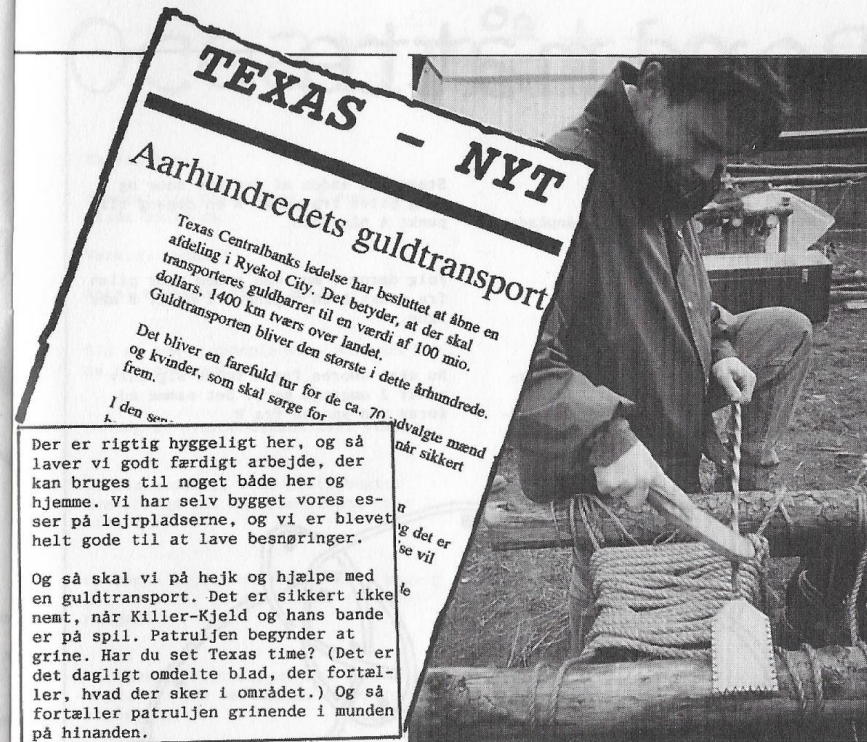 TEXAS - NYT
Aarhundredets guldtransport
Texas Centralbanks ledelse har besluttet at åbne en
afdeling i Ryekol City. Det betyder, at der skal
transporteres guldbarrer til en værdi af 100 mio.
dollars, 1400 km tværs over landet.
Guldtransporten bliver den største i dette århundrede.
Det bliver en farefuld tur for de ca. 70 udvalgte mænd
og kvinder, som skal sørge for når sikkert
frem.
I den
det er
vil
Der er rigtig hyggeligt her, og så
laver vi godt færdigt arbejde, der
kan bruges til noget både her og
hjemme. Vi har selv bygget vores es-
ser på lejrpladserne, og vi er blevet
helt gode til at lave besnøringer.
Og så skal vi på hejk og hjælpe med
en guldtransport. Det er sikkert ikke
nemt, når Killer-Kjeld og hans bande
er på spil. Patruljen begynder at
grine. Har du set Texas time? (Det er
det dagligt omdelte blad, der fortæl-
ler, hvad der sker i området.) Og så
fortæller patruljen grinende i munden
på hinanden.